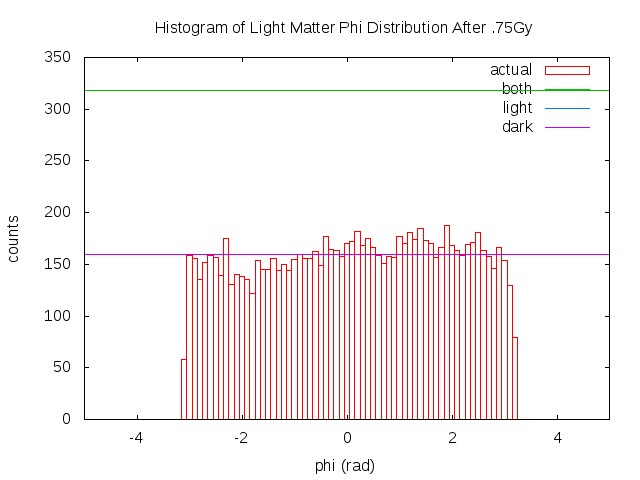 Histogram of Light Matter Phi Distribution After .75Gy
350
300
250
200
150
100
50
0
counts
actual
both
light
dark
-4
-2
0
2
4
phi (rad)